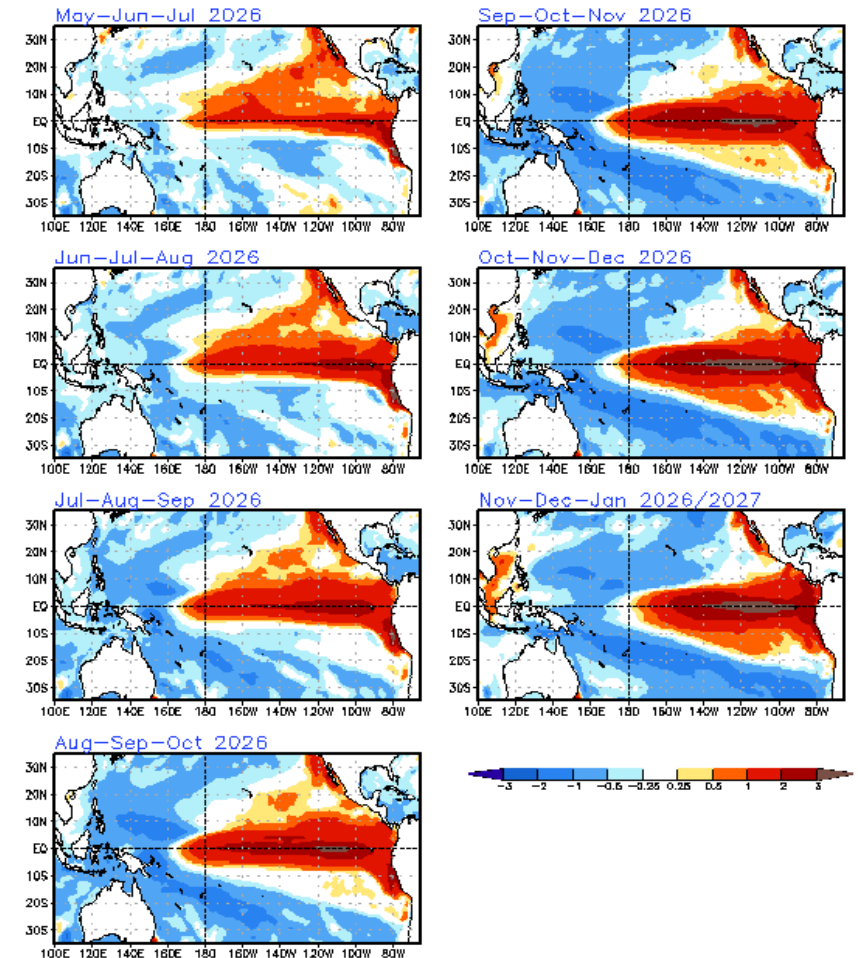 May-Jun-Jul 2026
30N
20N
10N
EQ
10S
20S
30S
100E 120E 140E 160E 180 160W 140W 120W 100W 80W
Jun-Jul-Aug 2026
30N
20N
10N
EQ
10S
20S
30S
100E 120E 140E 160E 180 160W 140W 120W 100W 80W
Jul-Aug-Sep 2026
30N
20N
10N
EQ
10S
20S
30S
100E 120E 140E 160E 180 160W 140W 120W 100W 80W
Aug-Sep-Oct 2026
30N
20N
10N
EQ
10S
20S
30S
100E 120E 140E 160E 180 160W 140W 120W 100W 80W
Sep-Oct-Nov 2026
30N
20N
10N
EQ
10S
20S
30S
100E 120E 140E 160E 180 160W 140W 120W 100W 80W
Oct-Nov-Dec 2026
30N
20N
10N
EQ
10S
20S
30S
100E 120E 140E 160E 180 160W 140W 120W 100W 80W
Nov-Dec-Jan 2026/2027
30N
20N
10N
EQ
10S
20S
30S
100E 120E 140E 160E 180 160W 140W 120W 100W 80W
-3 -2 -1 -0.5 -0.25 0.25 0.5 1 2 3